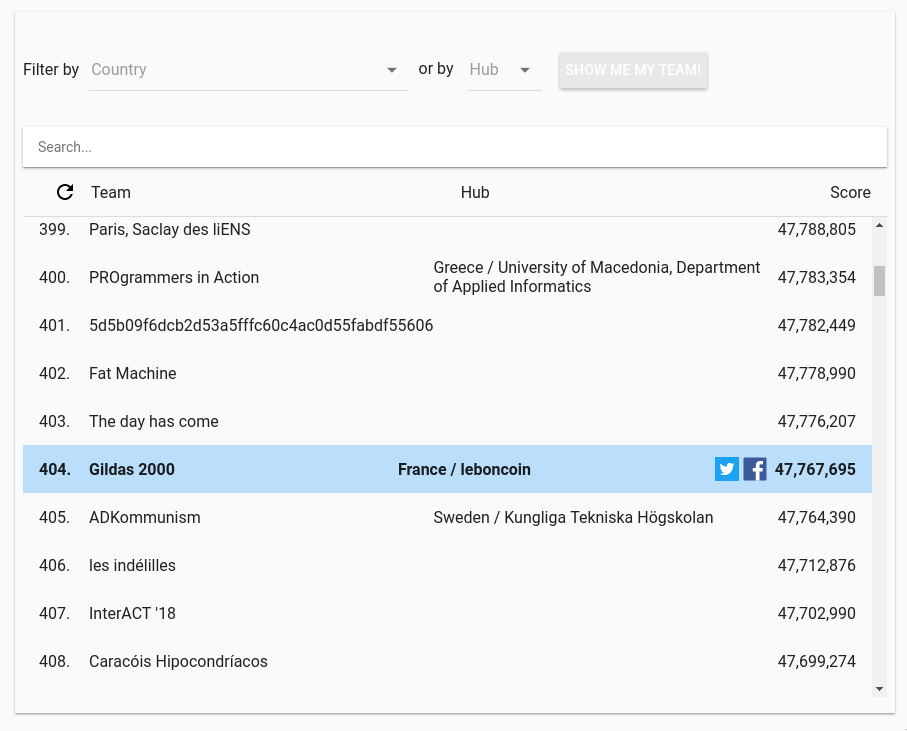 Filter by Country or by Hub SHOW ME MY TEAM!
Search...
Team Hub Score
399. Paris, Saclay des liENS 47,788,805
400. PROgrammers in Action Greece / University of Macedonia, Department of Applied Informatics 47,783,354
401. 5d5b09f6dcb2d53a5fffc60c4ac0d55fabdf55606 47,782,449
402. Fat Machine 47,778,990
403. The day has come 47,776,207
404. Gildas 2000 France / leboncoin 47,767,695
405. ADKommunism Sweden / Kungliga Tekniska Högskolan 47,764,390
406. les indélilles 47,712,876
407. InterACT '18 47,702,990
408. Caracóis Hipocondríacos 47,699,274